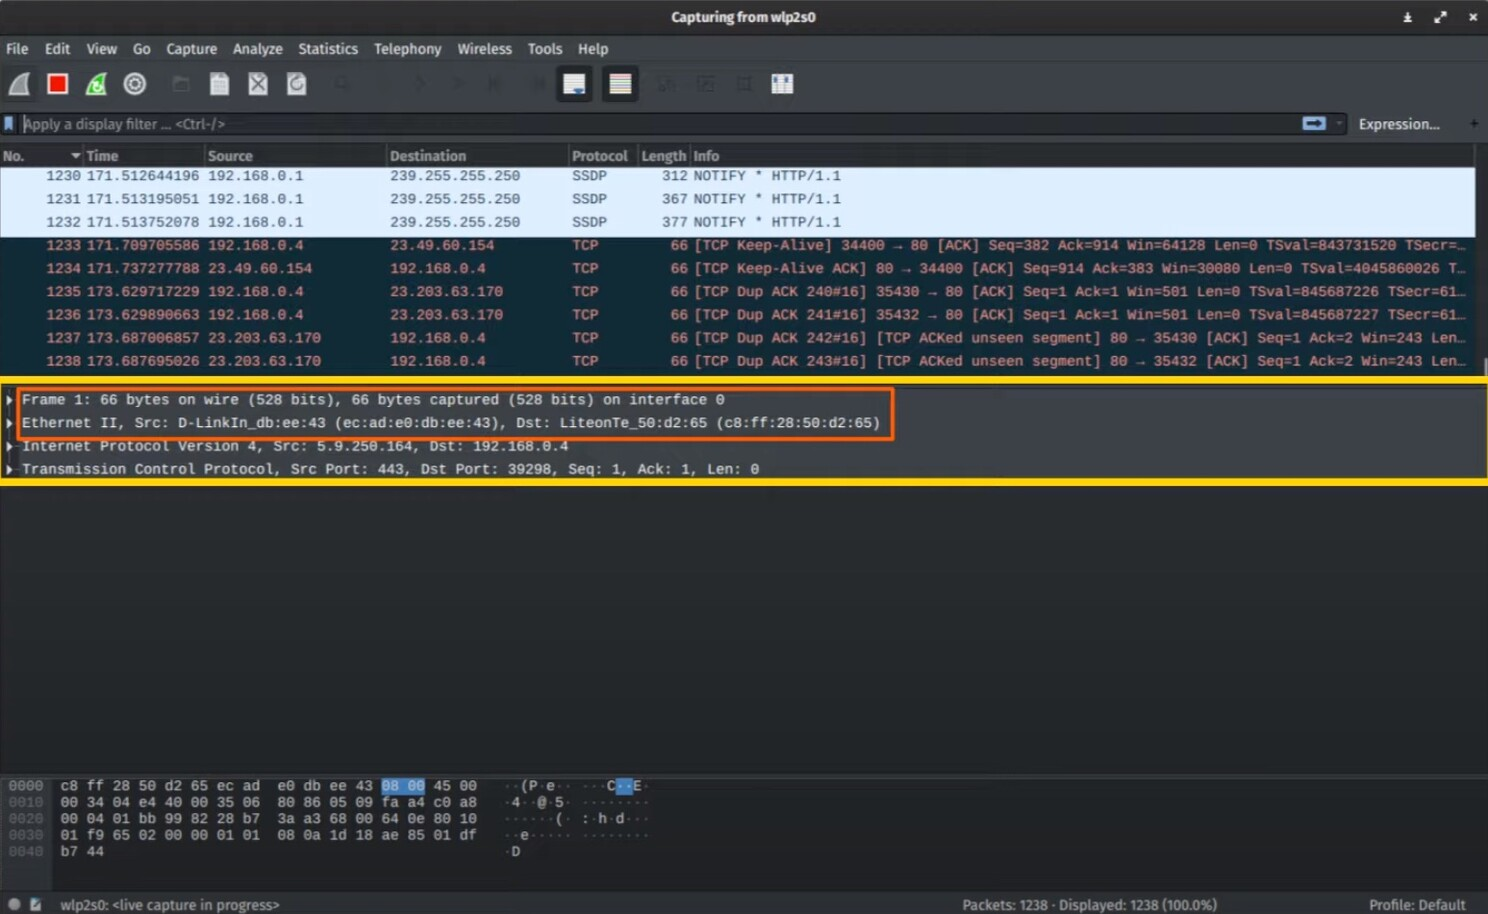 Capturing from wlp2s0
File Edit View Go Capture Analyze Statistics Telephony Wireless Tools Help
Apply a display filter ... <Ctrl-/> Expression... +
No. Time Source Destination Protocol Length Info
1230 171.512644196 192.168.0.1 239.255.255.250 SSDP 312 NOTIFY * HTTP/1.1
1231 171.513195051 192.168.0.1 239.255.255.250 SSDP 367 NOTIFY * HTTP/1.1
1232 171.513752078 192.168.0.1 239.255.255.250 SSDP 377 NOTIFY * HTTP/1.1
1233 171.709705586 192.168.0.4 23.49.60.154 TCP 66 [TCP Keep-Alive] 34400 → 80 [ACK] Seq=382 Ack=914 Win=64128 Len=0 TSval=843731520 TSecr=…
1234 171.737277788 23.49.60.154 192.168.0.4 TCP 66 [TCP Keep-Alive ACK] 80 → 34400 [ACK] Seq=914 Ack=383 Win=30080 Len=0 TSval=4045860026 T…
1235 173.629717229 192.168.0.4 23.203.63.170 TCP 66 [TCP Dup ACK 240#16] 35430 → 80 [ACK] Seq=1 Ack=1 Win=501 Len=0 TSval=845687226 TSecr=61…
1236 173.629890663 192.168.0.4 23.203.63.170 TCP 66 [TCP Dup ACK 241#16] 35432 → 80 [ACK] Seq=1 Ack=1 Win=501 Len=0 TSval=845687227 TSecr=61…
1237 173.687006857 23.203.63.170 192.168.0.4 TCP 66 [TCP Dup ACK 242#16] [TCP ACKed unseen segment] 80 → 35430 [ACK] Seq=1 Ack=2 Win=243 Len…
1238 173.687695026 23.203.63.170 192.168.0.4 TCP 66 [TCP Dup ACK 243#16] [TCP ACKed unseen segment] 80 → 35432 [ACK] Seq=1 Ack=2 Win=243 Len…
Frame 1: 66 bytes on wire (528 bits), 66 bytes captured (528 bits) on interface 0
Ethernet II, Src: D-LinkIn_db:ee:43 (ec:ad:e0:db:ee:43), Dst: LiteonTe_50:d2:65 (c8:ff:28:50:d2:65)
Internet Protocol Version 4, Src: 5.9.250.164, Dst: 192.168.0.4
Transmission Control Protocol, Src Port: 443, Dst Port: 39298, Seq: 1, Ack: 1, Len: 0
0000 c8 ff 28 50 d2 65 ec ad e0 db ee 43 08 00 45 00 ··(P·e·· ···C··E·
0010 00 34 04 e4 40 00 35 06 80 86 05 09 fa a4 c0 a8 ·4··@·5· ········
0020 00 04 01 bb 99 82 28 b7 3a a3 68 00 64 0e 80 10 ······(· :·h·d···
0030 01 f9 65 02 00 00 01 01 08 0a 1d 18 ae 85 01 df ··e····· ········
0040 b7 44 ·D
wlp2s0: <live capture in progress> Packets: 1238 · Displayed: 1238 (100.0%) Profile: Default